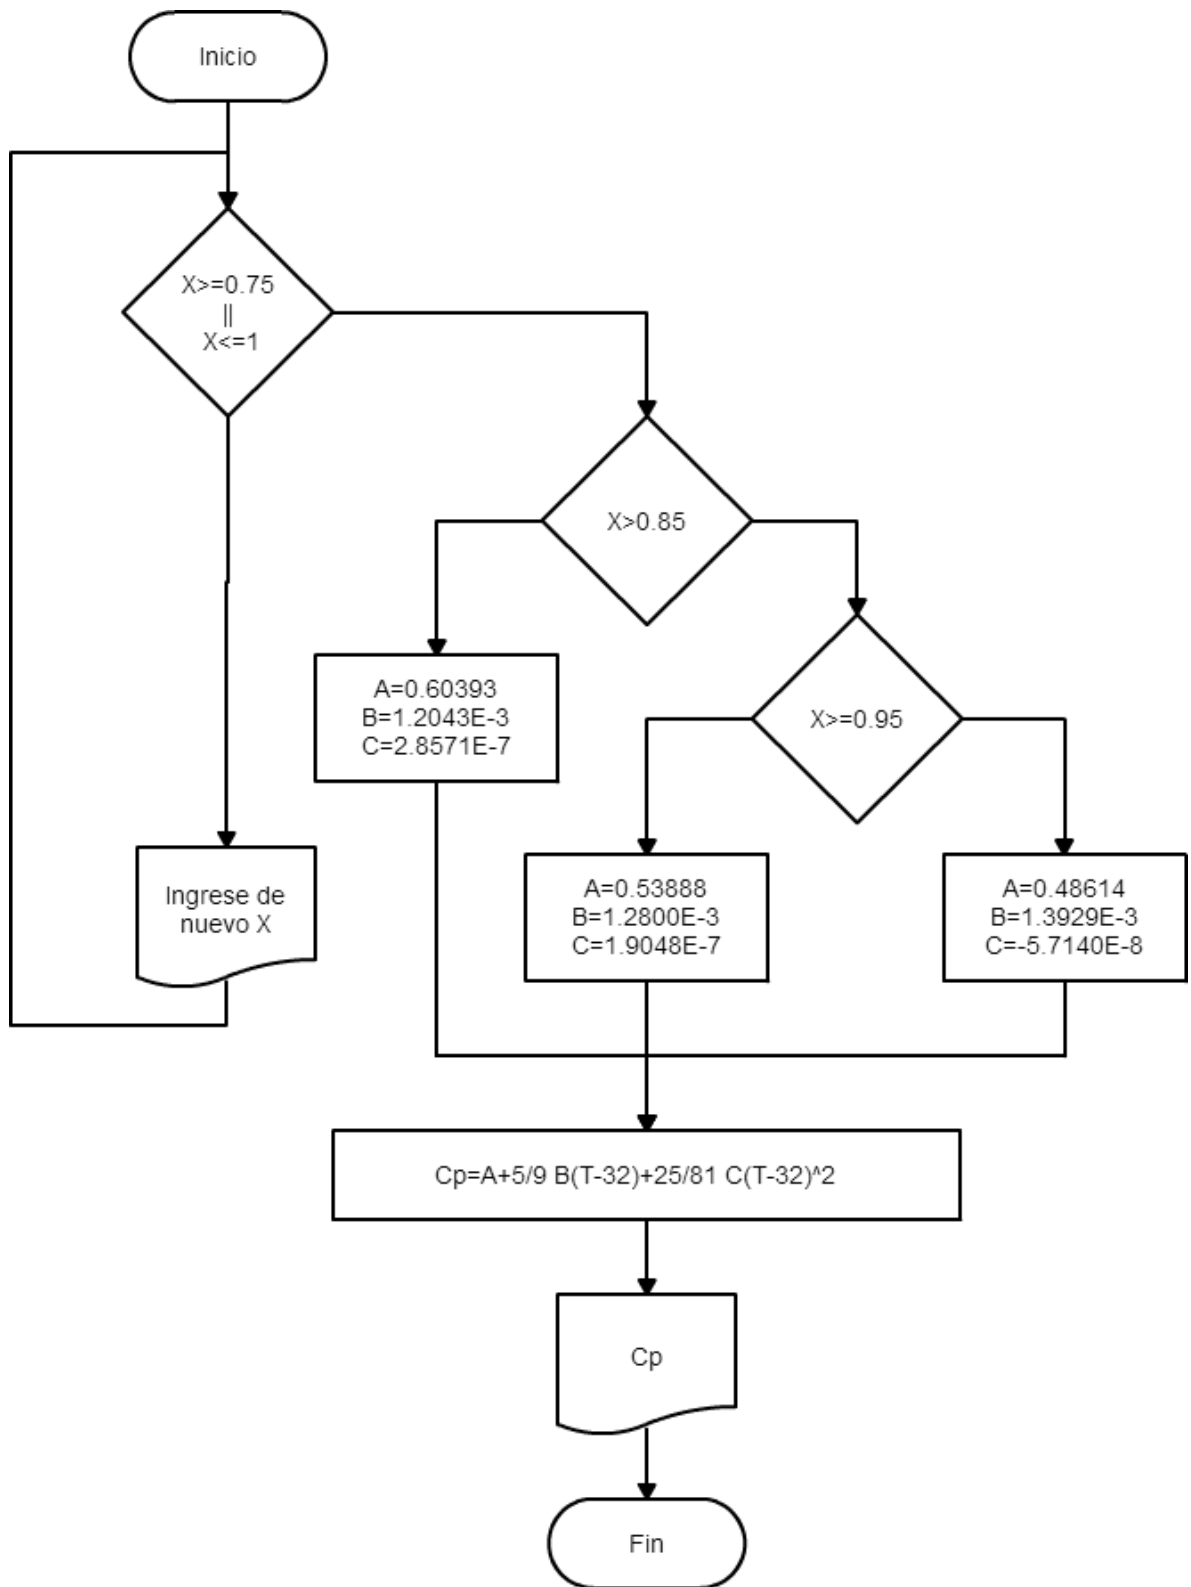 Inicio
X>=0.75
||
X<=1
X>0.85
X>=0.95
A=0.60393
B=1.2043E-3
C=2.8571E-7
A=0.53888
B=1.2800E-3
C=1.9048E-7
A=0.48614
B=1.3929E-3
C=-5.7140E-8
Ingrese de
nuevo X
Cp=A+5/9 B(T-32)+25/81 C(T-32)^2
Cp
Fin